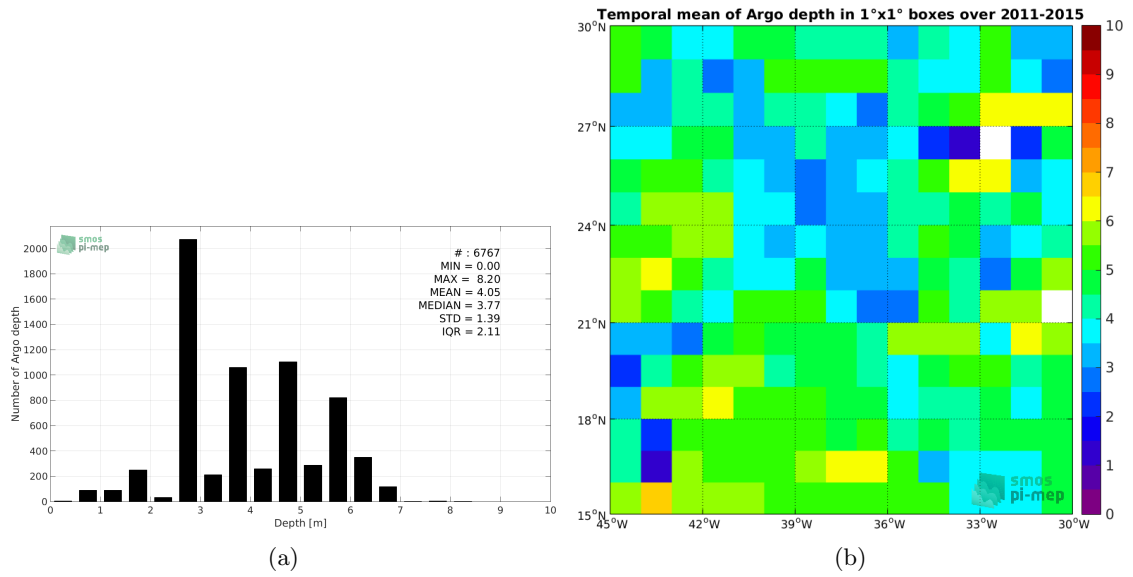 smos
pi-mep
# : 6767
MIN = 0.00
MAX = 8.20
MEAN = 4.05
MEDIAN = 3.77
STD = 1.39
IQR = 2.11
Number of Argo depth
2000
1800
1600
1400
1200
1000
800
600
400
200
0
0 1 2 3 4 5 6 7 8 9 10
Depth [m]
(a)
Temporal mean of Argo depth in 1°x1° boxes over 2011-2015
30°N
27°N
24°N
21°N
18°N
15°N
45°W 42°W 39°W 36°W 33°W 30°W
smos
pi-mep
10
9
8
7
6
5
4
3
2
1
0
(b)